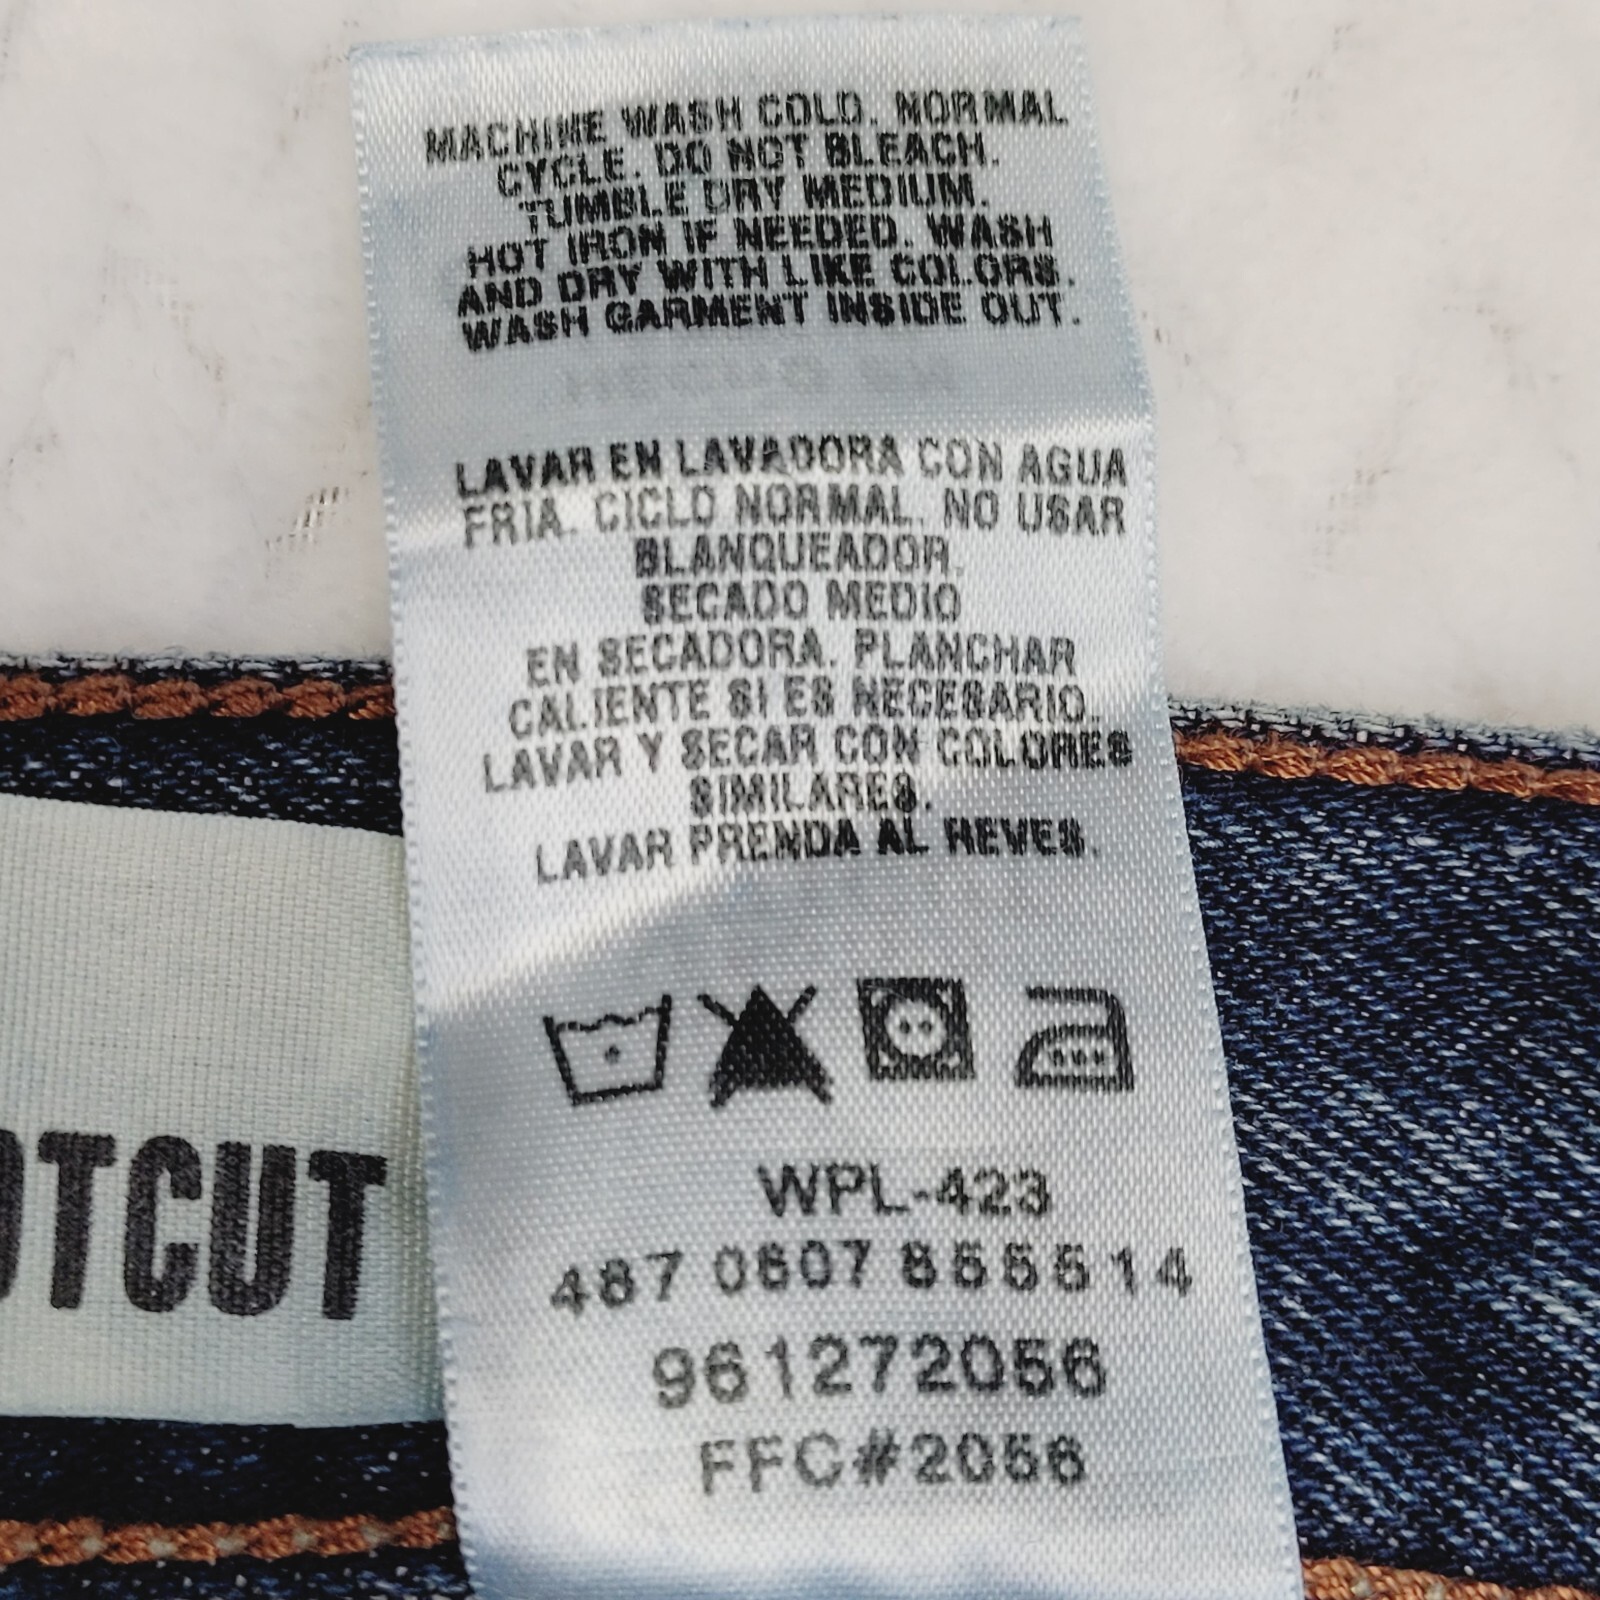 MACHINE WASH COLD. NORMAL
CYCLE. DO NOT BLEACH.
TUMBLE DRY MEDIUM.
HOT IRON IF NEEDED. WASH
AND DRY WITH LIKE COLORS.
WASH GARMENT INSIDE OUT.
LAVAR EN LAVADORA CON AGUA
FRIA. CICLO NORMAL. NO USAR
BLANQUEADOR.
SECADO MEDIO
EN SECADORA. PLANCHAR
CALIENTE SI ES NECESARIO.
LAVAR Y SECAR CON COLORES
SIMILARES.
LAVAR PRENDA AL REVES.
OTCUT
WPL-423
487 0607 855514
961272056
FFC#2056